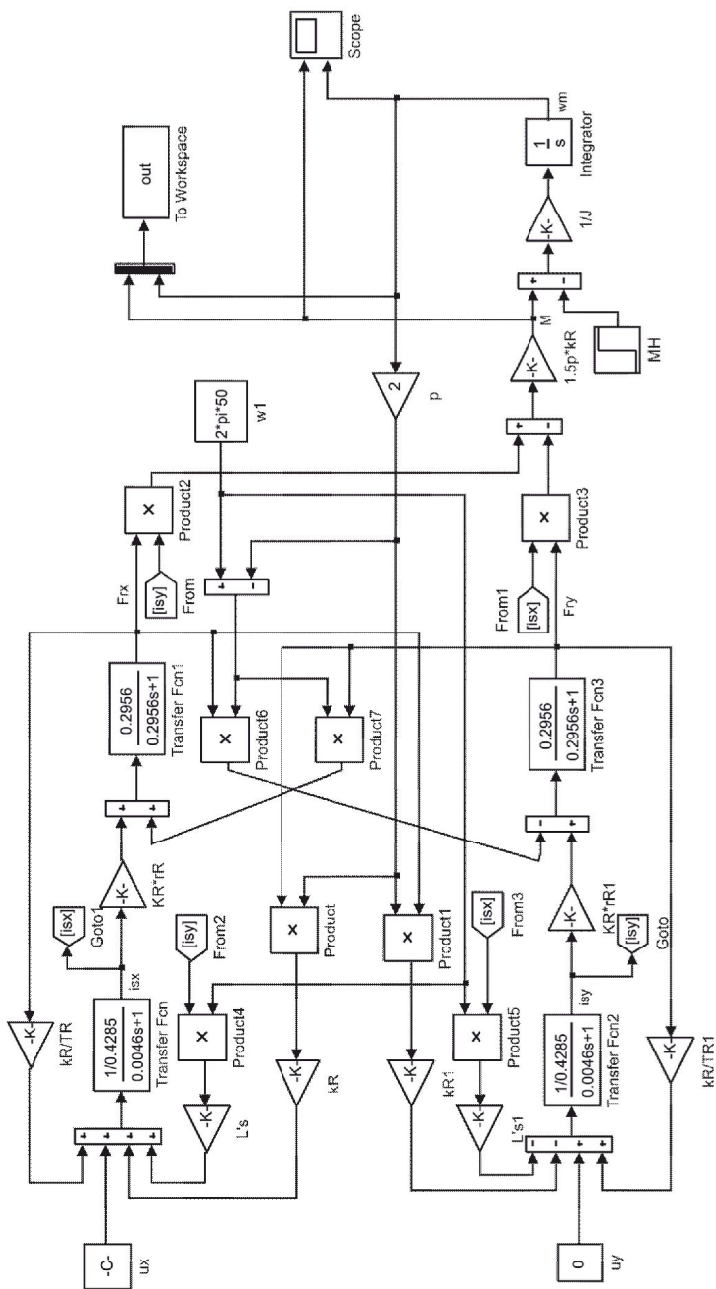 -C-
ux
-K-
kR/TR
1/0.4285
0.0046s+1
Transfer Fcn
isx
[isx]
Goto1
-K-
KR*rR
0.2956
0.2956s+1
Transfer Fcn1
Frx
[isy]
From
×
Product2
out
To Workspace
Scope
-K-
L's
×
Product4
[isy]
From2
-K-
kR
×
Product
×
Product6
×
Product7
2*pi*50
w1
2
p
-K-
kR1
×
Product1
-K-
L's1
×
Product5
[isx]
From3
0
uy
1/0.4285
0.0046s+1
Transfer Fcn2
isy
[isy]
Goto
-K-
KR*rR1
0.2956
0.2956s+1
Transfer Fcn3
Fry
[isx]
From1
×
Product3
-K-
1.5p*kR
M
MH
-K-
1/J
1
s
Integrator
wm
-K-
kR/TR1
+
+
+
+
+
+
+
-
-
-
+
+
-
+
+
-
+
-